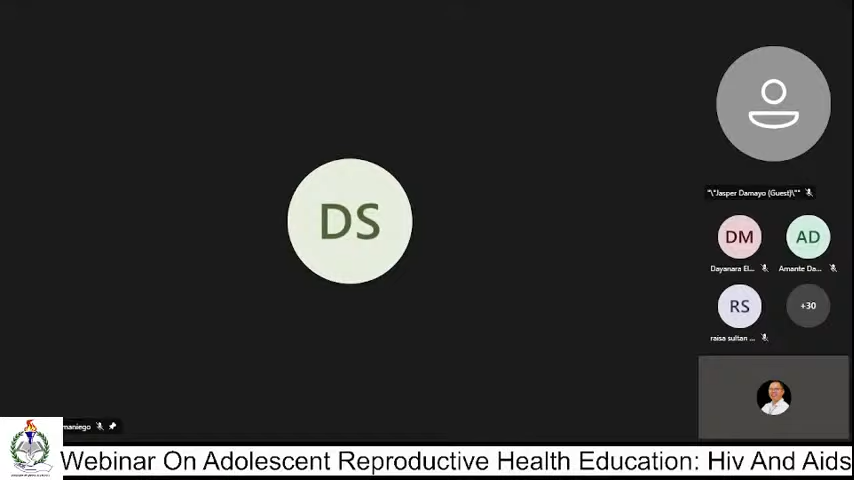 DS
"\"Jasper Damayo (Guest)\""
DM
AD
Dayanara El...
Amante Da...
RS
+30
raisa sultan ...
maniego
Webinar On Adolescent Reproductive Health Education: Hiv And Aids